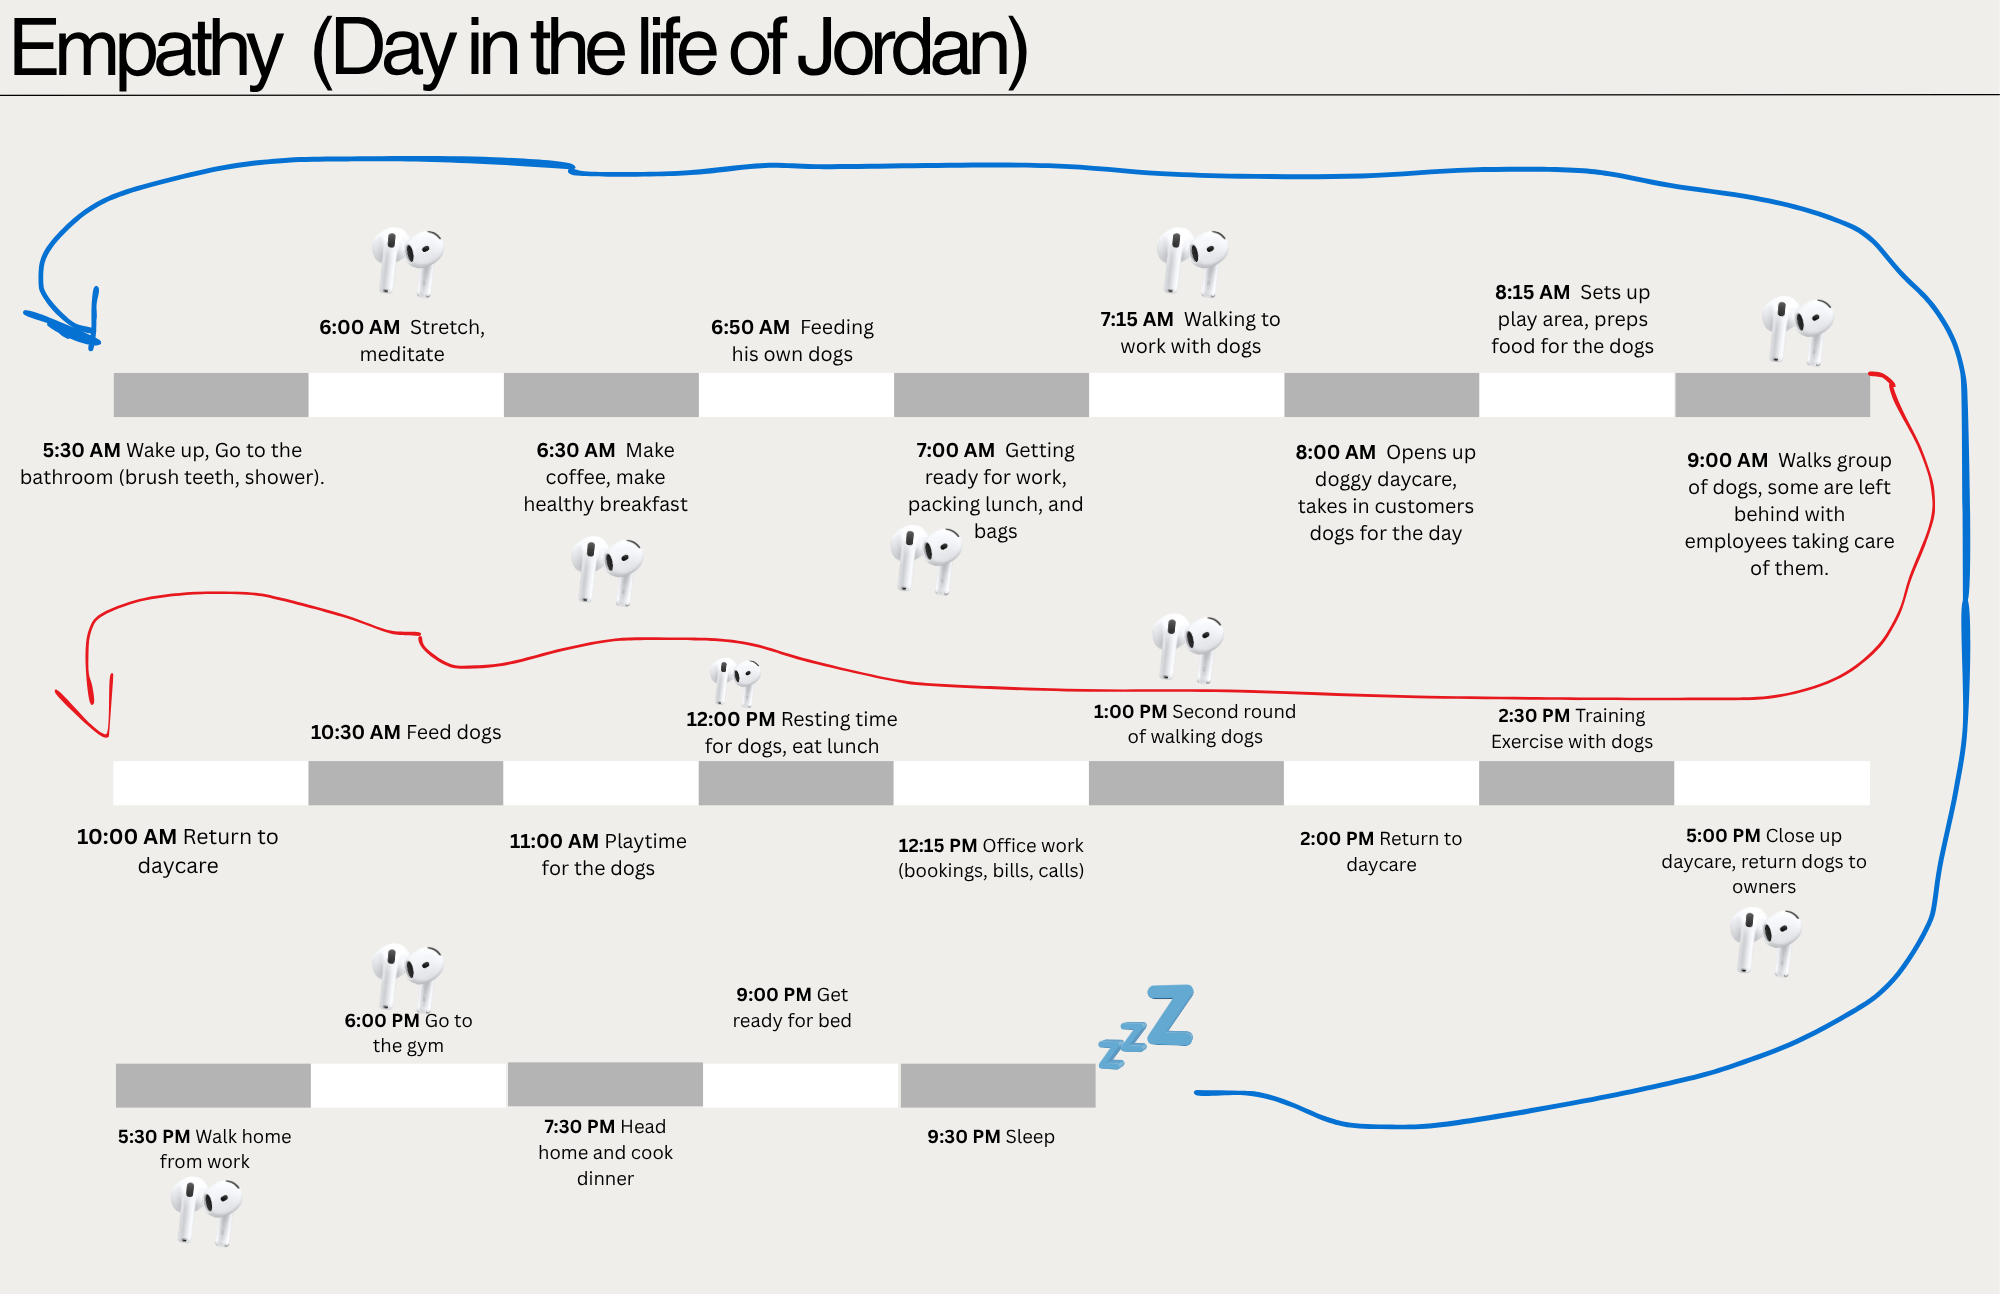 Empathy (Day in the life of Jordan)
6:00 AM Stretch,
meditate
6:50 AM Feeding
his own dogs
7:15 AM Walking to
work with dogs
8:15 AM Sets up
play area, preps
food for the dogs
5:30 AM Wake up, Go to the
bathroom (brush teeth, shower).
6:30 AM Make
coffee, make
healthy breakfast
7:00 AM Getting
ready for work,
packing lunch, and
bags
8:00 AM Opens up
doggy daycare,
takes in customers
dogs for the day
9:00 AM Walks group
of dogs, some are left
behind with
employees taking care
of them.
10:30 AM Feed dogs
12:00 PM Resting time
for dogs, eat lunch
1:00 PM Second round
of walking dogs
2:30 PM Training
Exercise with dogs
10:00 AM Return to
daycare
11:00 AM Playtime
for the dogs
12:15 PM Office work
(bookings, bills, calls)
2:00 PM Return to
daycare
5:00 PM Close up
daycare, return dogs to
owners
6:00 PM Go to
the gym
9:00 PM Get
ready for bed
zzZ
5:30 PM Walk home
from work
7:30 PM Head
home and cook
dinner
9:30 PM Sleep